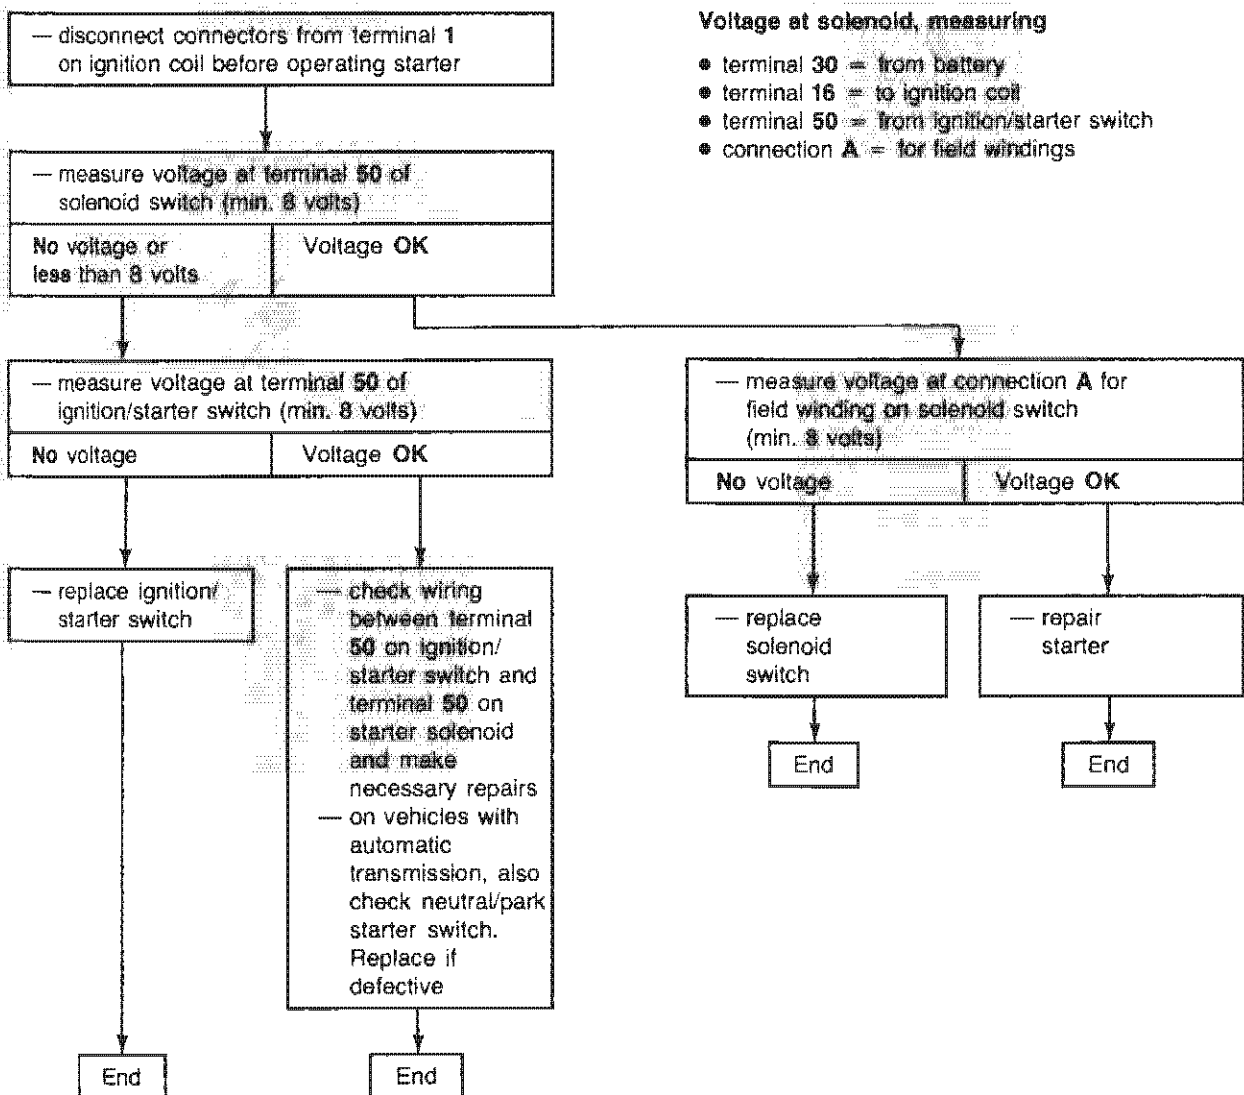 — disconnect connectors from terminal 1
on ignition coil before operating starter
Voltage at solenoid, measuring
● terminal 30 = from battery
● terminal 16 = to ignition coil
● terminal 50 = from ignition/starter switch
● connection A = for field windings
— measure voltage at terminal 50 of
solenoid switch (min. 8 volts)
No voltage or
less than 8 volts
Voltage OK
— measure voltage at terminal 50 of
ignition/starter switch (min. 8 volts)
No voltage
Voltage OK
— measure voltage at connection A for
field winding on solenoid switch
(min. 8 volts)
No voltage
Voltage OK
— replace ignition/
starter switch
— check wiring
between terminal
50 on ignition/
starter switch and
terminal 50 on
starter solenoid
and make
necessary repairs
— on vehicles with
automatic
transmission, also
check neutral/park
starter switch.
Replace if
defective
— replace
solenoid
switch
— repair
starter
End
End
End
End